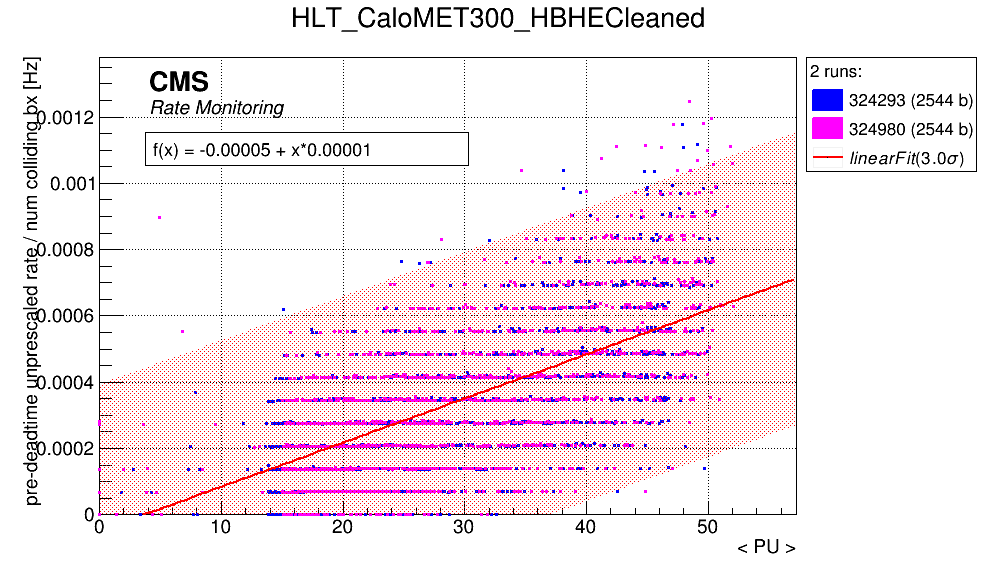 HLT_CaloMET300_HBHECleaned
pre-deadtime unprescaled rate / num colliding bx [Hz]
CMS
Rate Monitoring
f(x) = -0.00005 + x*0.00001
0.0012
0.001
0.0008
0.0006
0.0004
0.0002
0
0 10 20 30 40 50
< PU >
2 runs:
324293 (2544 b)
324980 (2544 b)
linearFit(3.0σ)